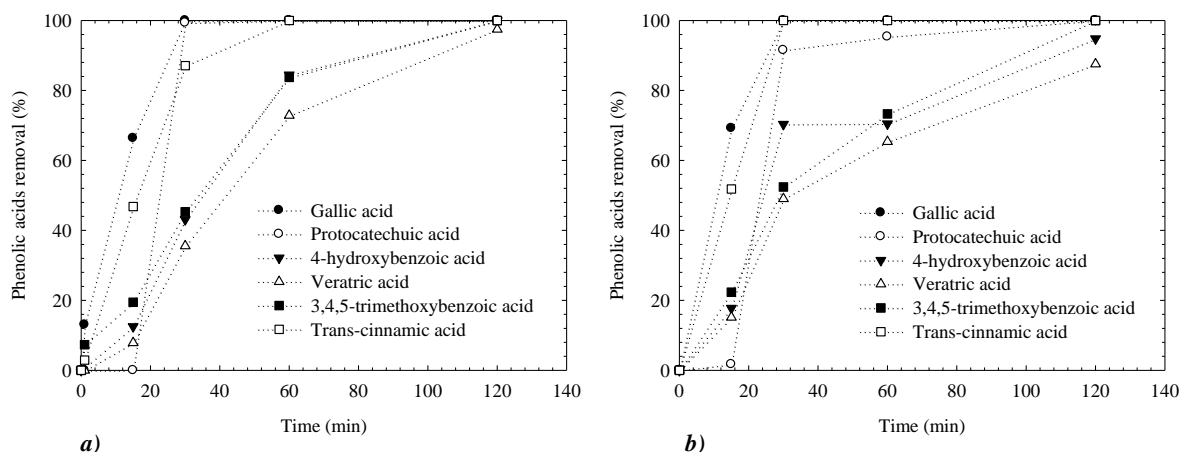 100
80
60
40
20
0
Phenolic acids removal (%)
Gallic acid
Protocatechuic acid
4-hydroxybenzoic acid
Veratric acid
3,4,5-trimethoxybenzoic acid
Trans-cinnamic acid
0 20 40 60 80 100 120 140
Time (min)
a)
100
80
60
40
20
0
Phenolic acids removal (%)
Gallic acid
Protocatechuic acid
4-hydroxybenzoic acid
Veratric acid
3,4,5-trimethoxybenzoic acid
Trans-cinnamic acid
0 20 40 60 80 100 120 140
Time (min)
b)